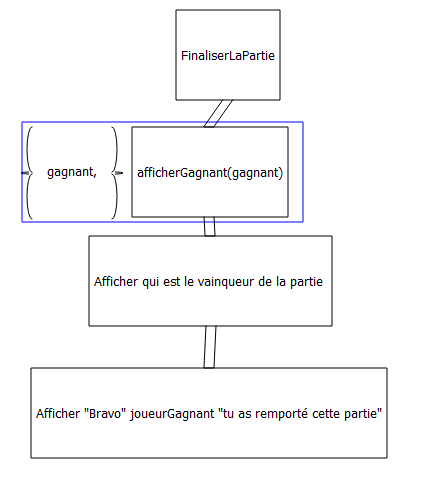 FinaliserLaPartie
gagnant, afficherGagnant(gagnant)
Afficher qui est le vainqueur de la partie
Afficher "Bravo" joueurGagnant "tu as remporté cette partie"